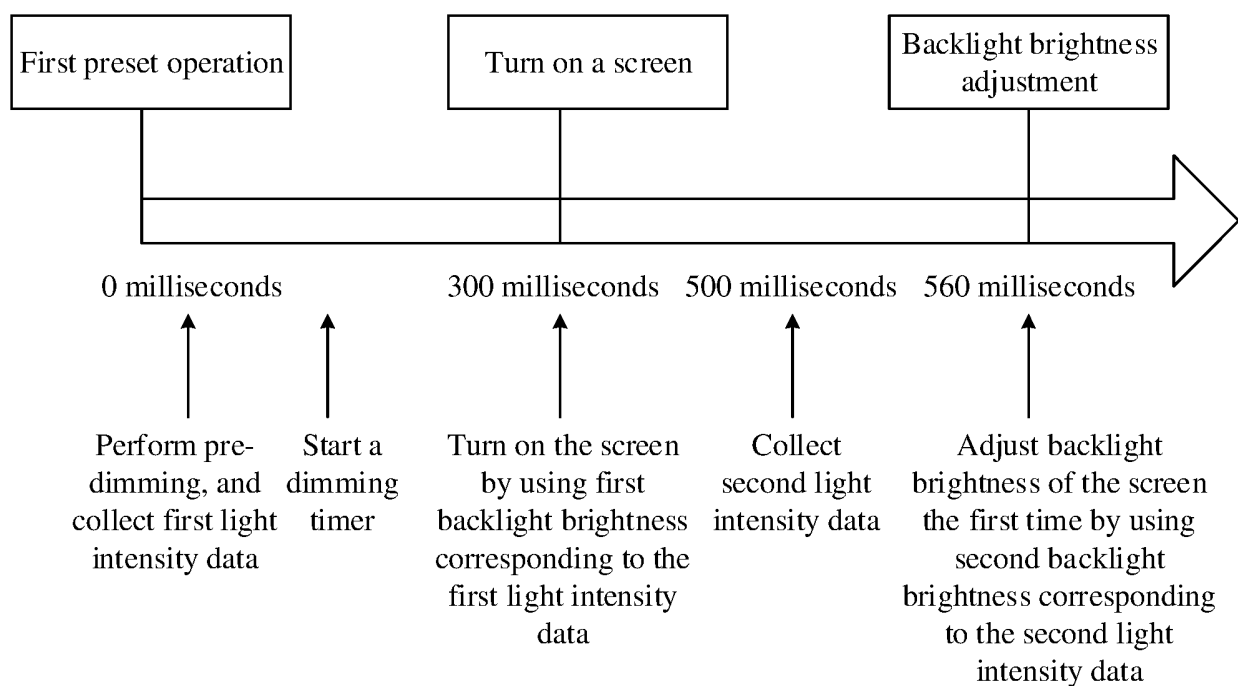 First preset operation
Turn on a screen
Backlight brightness
adjustment
0 milliseconds
300 milliseconds
500 milliseconds
560 milliseconds
Perform pre-
dimming, and
collect first light
intensity data
Start a
dimming
timer
Turn on the screen
by using first
backlight brightness
corresponding to the
first light intensity
data
Collect
second light
intensity data
Adjust backlight
brightness of the screen
the first time by using
second backlight
brightness corresponding
to the second light
intensity data